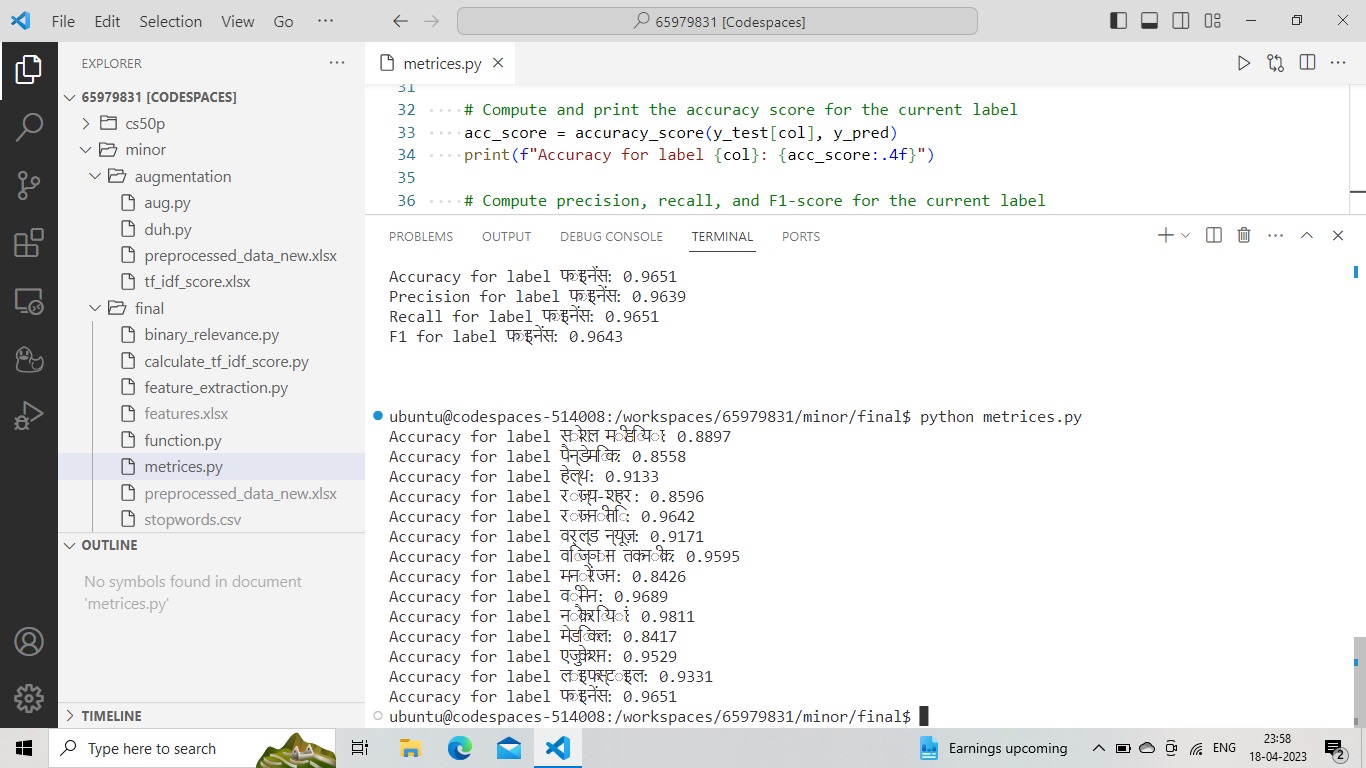 File Edit Selection View Go ···
65979831 [Codespaces]
EXPLORER
65979831 [CODESPACES]
cs50p
minor
augmentation
aug.py
duh.py
preprocessed_data_new.xlsx
tf_idf_score.xlsx
final
binary_relevance.py
calculate_tf_idf_score.py
feature_extraction.py
features.xlsx
function.py
metrices.py
preprocessed_data_new.xlsx
stopwords.csv
OUTLINE
No symbols found in document
'metrices.py'
TIMELINE
metrices.py
31
32 # Compute and print the accuracy score for the current label
33 acc_score = accuracy_score(y_test[col], y_pred)
34 print(f"Accuracy for label {col}: {acc_score:.4f}")
35
36 # Compute precision, recall, and F1-score for the current label
PROBLEMS OUTPUT DEBUG CONSOLE TERMINAL PORTS
Accuracy for label फाइनेंस: 0.9651
Precision for label फाइनेंस: 0.9639
Recall for label फाइनेंस: 0.9651
F1 for label फाइनेंस: 0.9643
ubuntu@codespaces-514008:/workspaces/65979831/minor/final$ python metrices.py
Accuracy for label सोशल मीडिया: 0.8897
Accuracy for label पैन्डेमिक: 0.8558
Accuracy for label हेल्थ: 0.9133
Accuracy for label राज्य-शहर: 0.8596
Accuracy for label राजनीति: 0.9642
Accuracy for label वर्ल्ड न्यूज़: 0.9171
Accuracy for label विज्ञान तकनीक: 0.9595
Accuracy for label मनोरंजन: 0.8426
Accuracy for label वीमेन: 0.9689
Accuracy for label नौकरियां: 0.9811
Accuracy for label मेडिकल: 0.8417
Accuracy for label एजुकेशन: 0.9529
Accuracy for label लाइफस्टाइल: 0.9331
Accuracy for label फाइनेंस: 0.9651
ubuntu@codespaces-514008:/workspaces/65979831/minor/final$
Type here to search
Earnings upcoming
ENG
23:58
18-04-2023
2